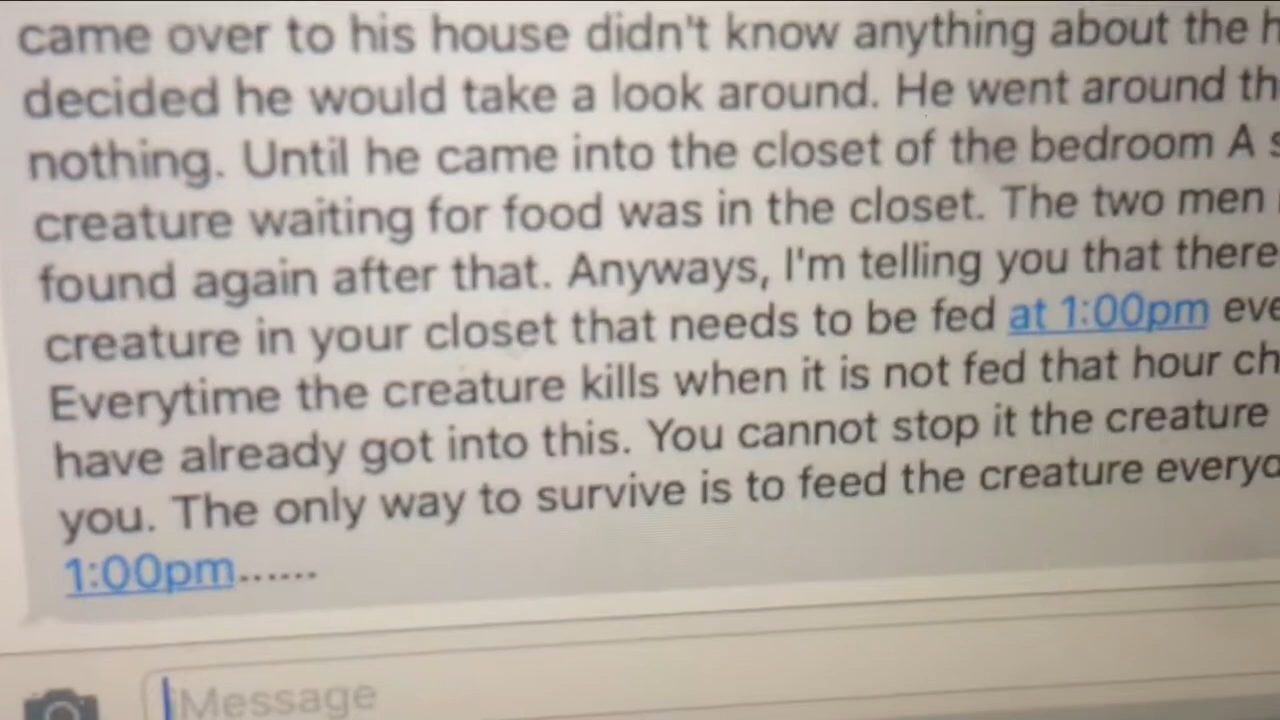 came over to his house didn't know anything about the
decided he would take a look around. He went around
nothing. Until he came into the closet of the bedroom A
creature waiting for food was in the closet. The two men
found again after that. Anyways, I'm telling you that there
creature in your closet that needs to be fed at 1:00pm
Everytime the creature kills when it is not fed that hour
have already got into this. You cannot stop it the creature
you. The only way to survive is to feed the creature
1:00pm......
Message